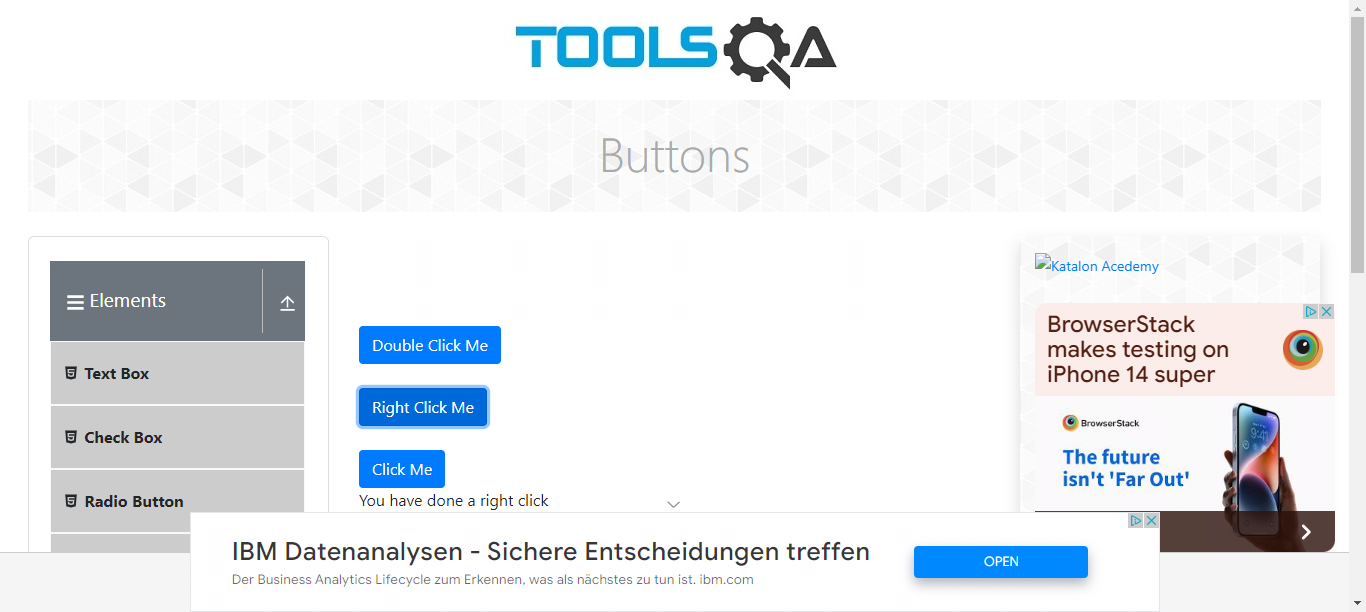 TOOLSQA
Buttons
Elements
Text Box
Check Box
Radio Button
Double Click Me
Right Click Me
Click Me
You have done a right click
Katalon Acedemy
BrowserStack
makes testing on
iPhone 14 super
BrowserStack
The future
isn't 'Far Out'
9:41
IBM Datenanalysen - Sichere Entscheidungen treffen
Der Business Analytics Lifecycle zum Erkennen, was als nächstes zu tun ist. ibm.com
OPEN